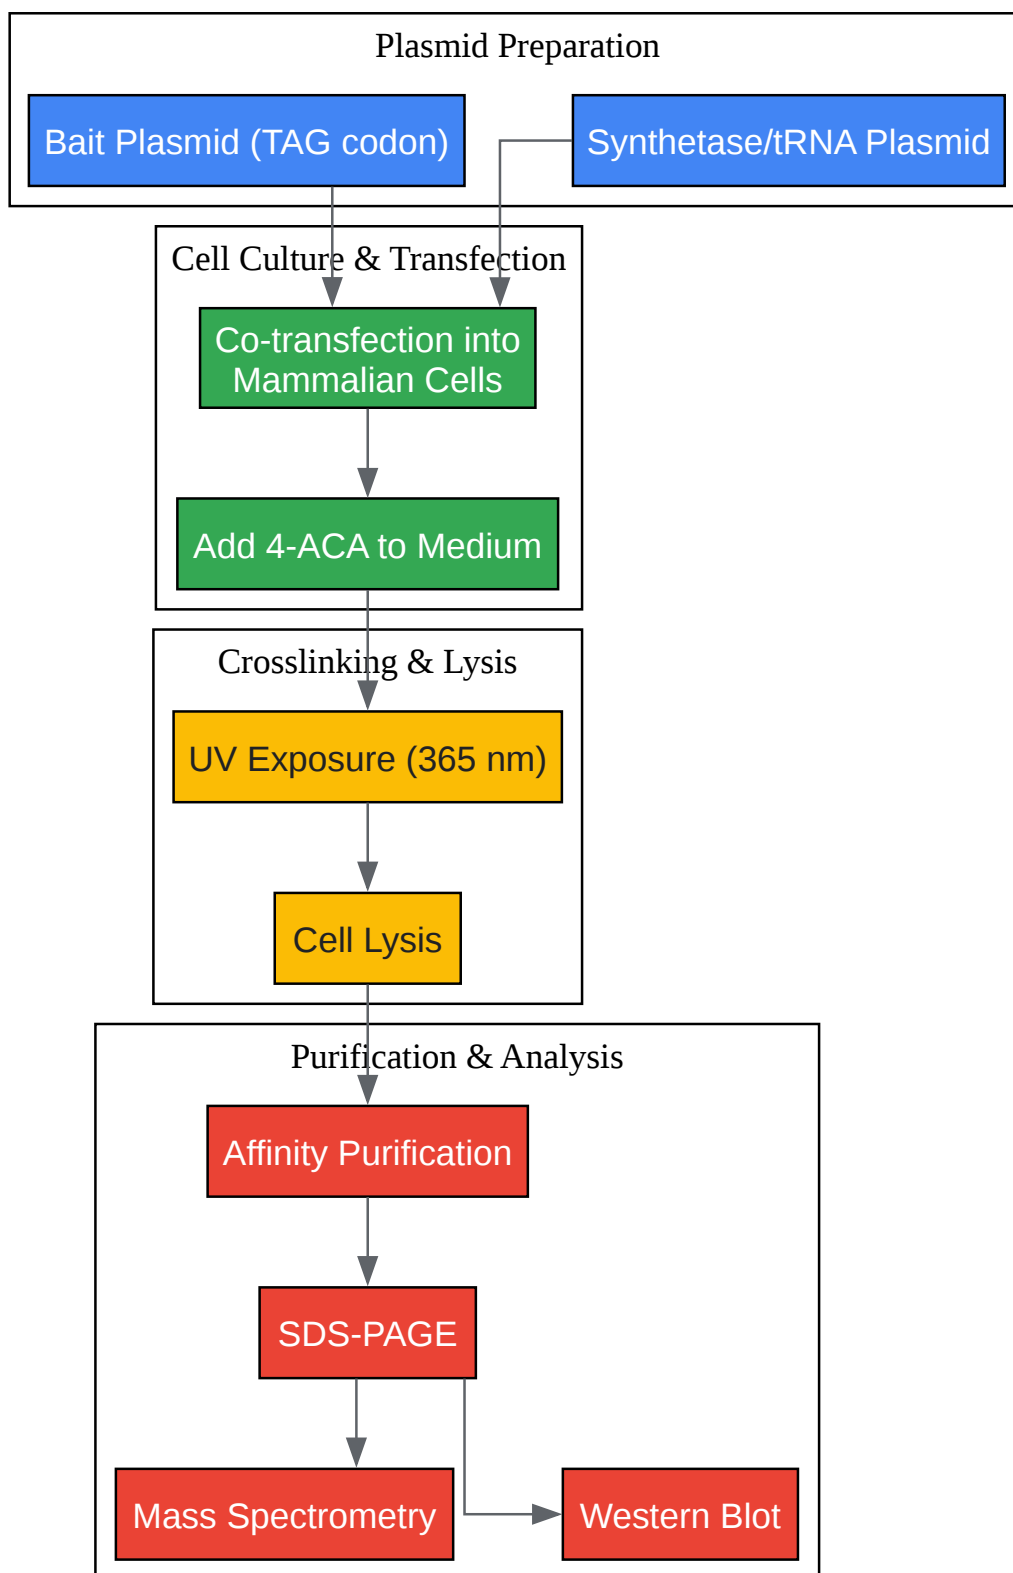 Plasmid Preparation
Bait Plasmid (TAG codon)
Synthetase/tRNA Plasmid
Cell Culture & Transfection
Co-transfection into
Mammalian Cells
Add 4-ACA to Medium
Crosslinking & Lysis
UV Exposure (365 nm)
Cell Lysis
Purification & Analysis
Affinity Purification
SDS-PAGE
Mass Spectrometry
Western Blot